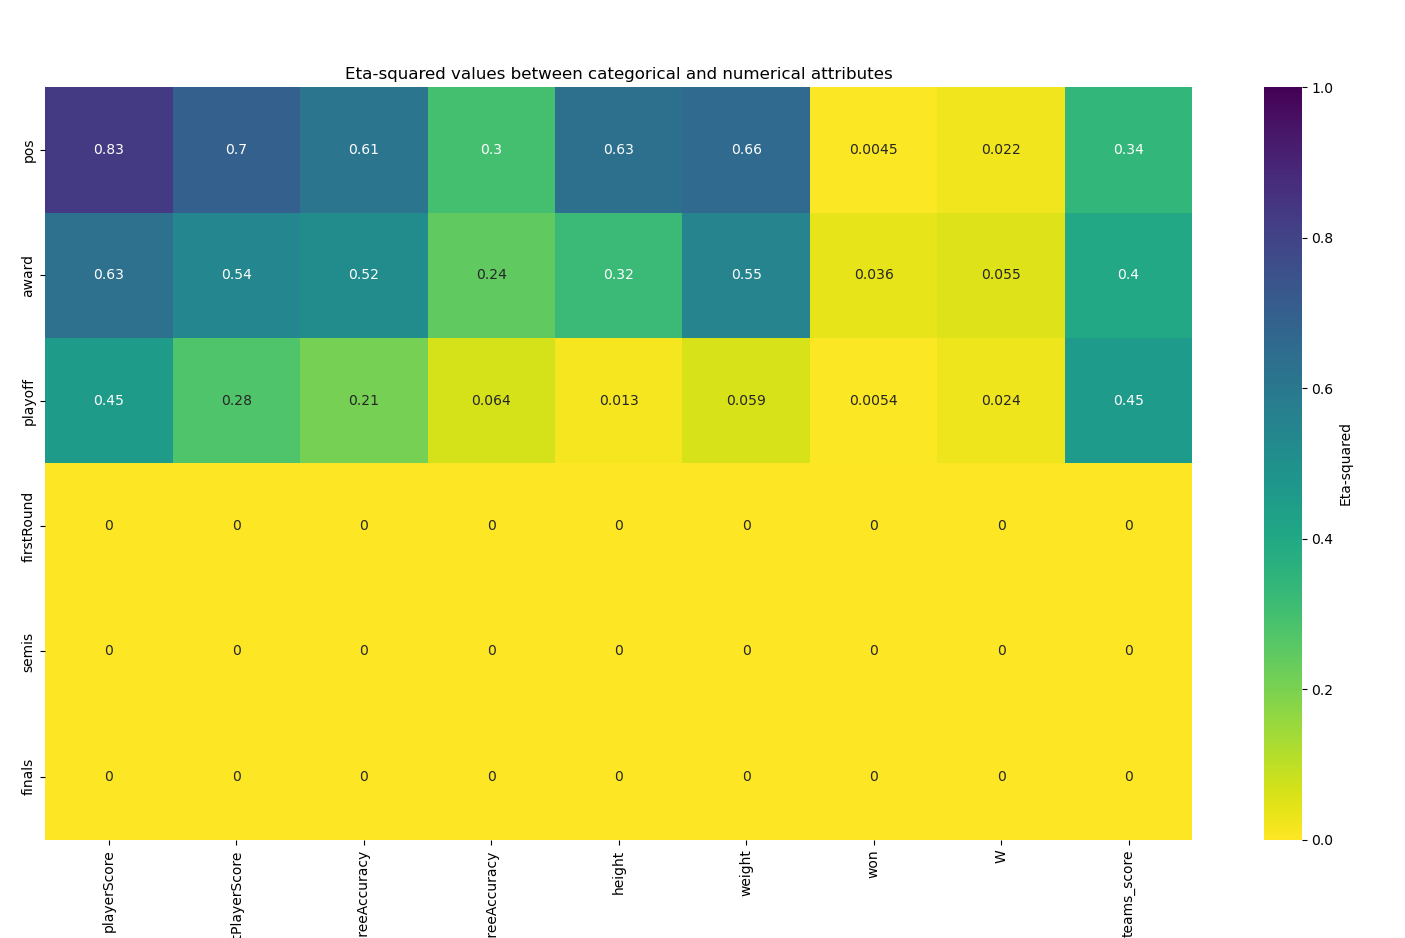 Eta-squared values between categorical and numerical attributes
pos 0.83 0.7 0.61 0.3 0.63 0.66 0.0045 0.022 0.34
award 0.63 0.54 0.52 0.24 0.32 0.55 0.036 0.055 0.4
playoff 0.45 0.28 0.21 0.064 0.013 0.059 0.0054 0.024 0.45
firstRound 0 0 0 0 0 0 0 0 0
semis 0 0 0 0 0 0 0 0 0
finals 0 0 0 0 0 0 0 0 0
playerScore tPlayerScore reeAccuracy reeAccuracy height weight won W teams_score
1.0
0.8
0.6
0.4
0.2
0.0
Eta-squared